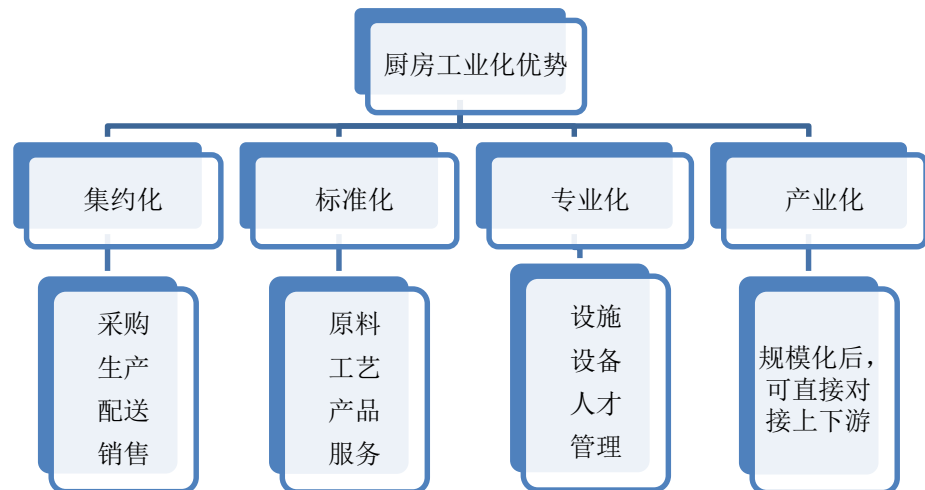 厨房工业化优势
集约化
标准化
专业化
产业化
采购
生产
配送
销售
原料
工艺
产品
服务
设施
设备
人才
管理
规模化后，
可直接对
接上下游